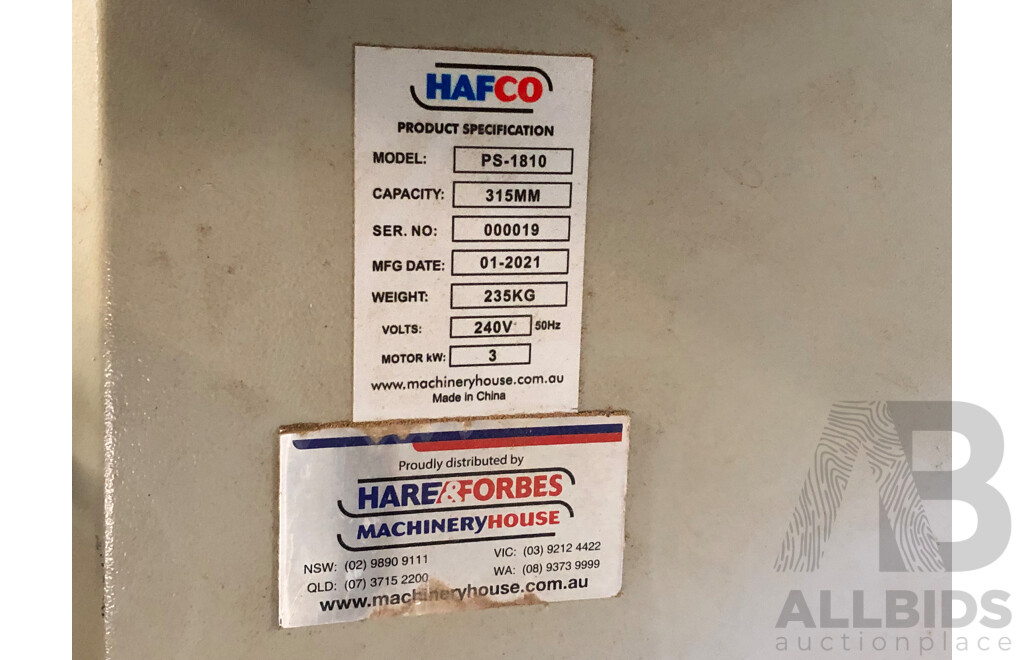 HAFCO
PRODUCT SPECIFICATION
MODEL: PS-1810
CAPACITY: 315MM
SER. NO: 000019
MFG DATE: 01-2021
WEIGHT: 235KG
VOLTS: 240V 50Hz
MOTOR kW: 3
www.machineryhouse.com.au
Made in China
Proudly distributed by
HARE&FORBES
MACHINERYHOUSE
NSW: (02) 9890 9111 VIC: (03) 9212 4422
QLD: (07) 3715 2200 WA: (08) 9373 9999
www.machineryhouse.com.au
AB
ALLBIDS
auctionplace